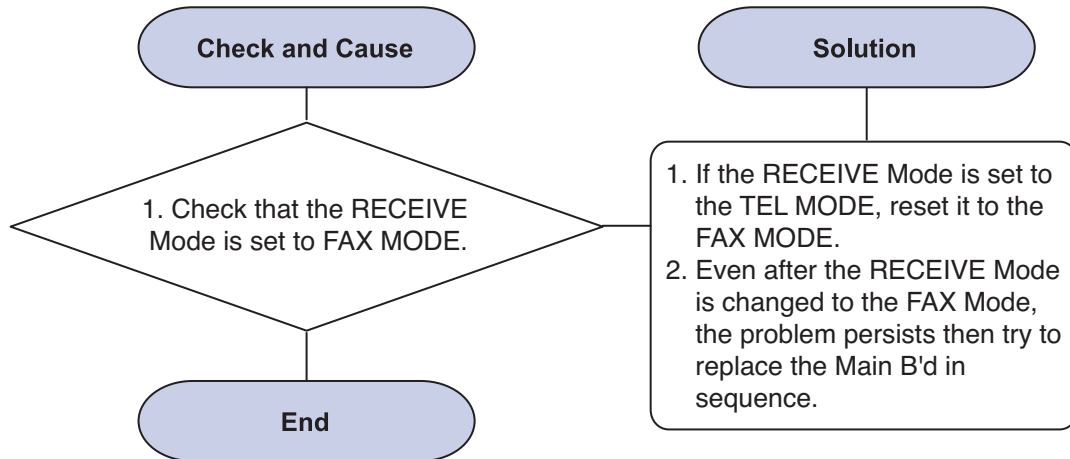 Check and Cause
1. Check that the RECEIVE
Mode is set to FAX MODE.
End
Solution
1. If the RECEIVE Mode is set to
the TEL MODE, reset it to the
FAX MODE.
2. Even after the RECEIVE Mode
is changed to the FAX Mode,
the problem persists then try to
replace the Main B'd in
sequence.